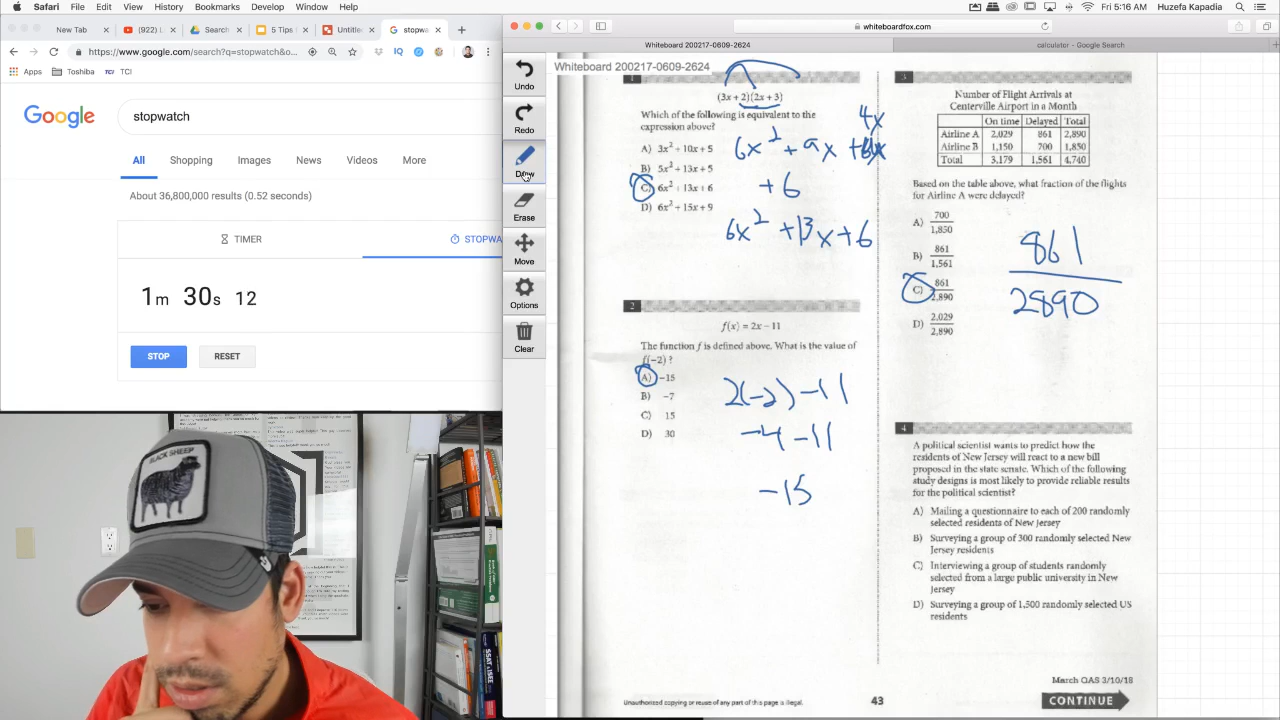 Safari File Edit View History Bookmarks Develop Window Help
Fri 5:16 AM Huzefa Kapadia
New Tab
(922)
Search
5 Tips
Untitle
stopwa
https://www.google.com/search?q=stopwatch&o...
IQ
Apps Toshiba TCI TCI
Google
stopwatch
All Shopping Images News Videos More
About 36,800,000 results (0.52 seconds)
TIMER
STOPWA
1m 30s 12
STOP RESET
BLACK SHEEP
SSAT & ISEE
whiteboardfox.com
Whiteboard 200217-0609-2624
calculator - Google Search
Whiteboard 200217-0609-2624
Undo
Redo
Draw
Erase
Move
Options
Clear
1
(3x + 2)(2x + 3)
Which of the following is equivalent to the
expression above?
A) 3x² + 10x + 5
B) 5x² + 13x + 5
C) 6x² + 13x + 6
D) 6x² + 15x + 9
4x
6x² + 9x +
+ 6
6x² + 13x + 6
2
f(x) = 2x − 11
The function f is defined above. What is the value of
f(−2) ?
A) −15
B) −7
C) 15
D) 30
2(-2) - 11
-4 - 11
-15
3
Number of Flight Arrivals at
Centerville Airport in a Month
On time Delayed Total
Airline A 2,029 861 2,890
Airline B 1,150 700 1,850
Total 3,179 1,561 4,740
Based on the table above, what fraction of the flights
for Airline A were delayed?
A) 700
1,850
B) 861
1,561
C) 861
2,890
D) 2,029
2,890
861
2890
4
A political scientist wants to predict how the
residents of New Jersey will react to a new bill
proposed in the state senate. Which of the following
study designs is most likely to provide reliable results
for the political scientist?
A) Mailing a questionnaire to each of 200 randomly
selected residents of New Jersey
B) Surveying a group of 300 randomly selected New
Jersey residents
C) Interviewing a group of students randomly
selected from a large public university in New
Jersey
D) Surveying a group of 1,500 randomly selected US
residents
March QAS 3/10/18
Unauthorized copying or reuse of any part of this page is illegal.
43
CONTINUE